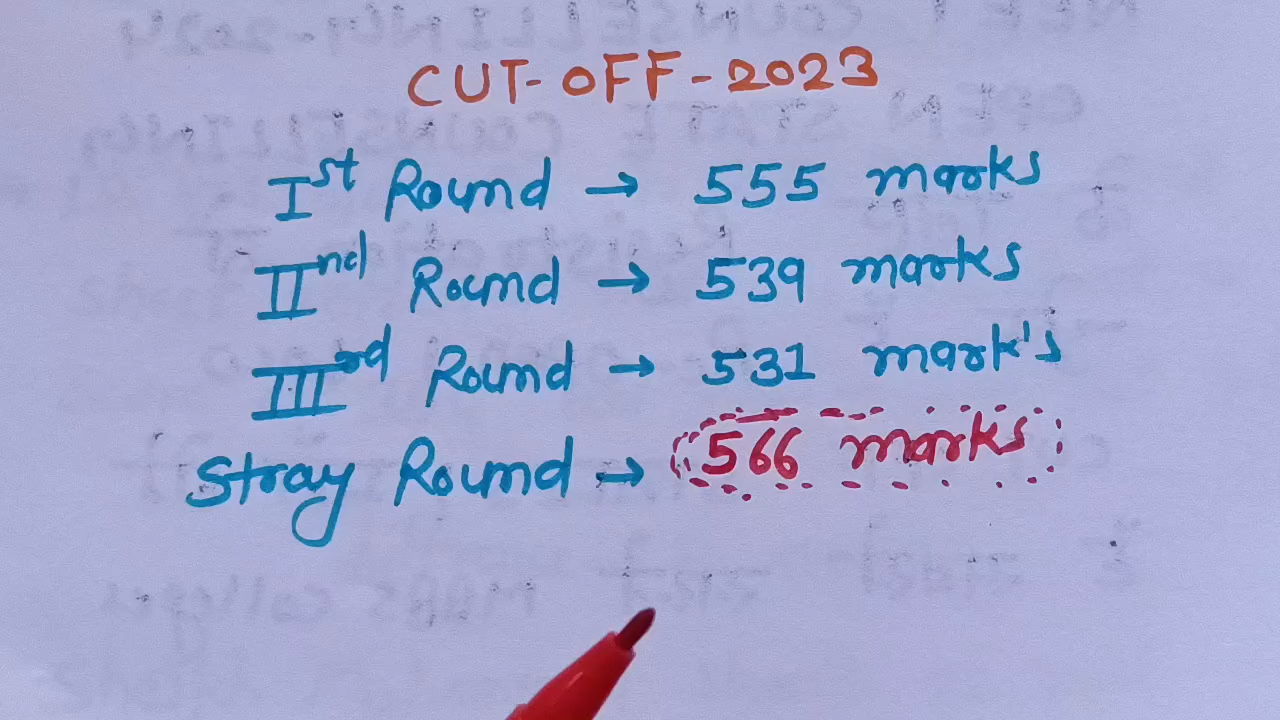 CUT-OFF-2023
Ist Round → 555 marks
IInd Round → 539 marks
IIIrd Round → 531 mark's
Stray Round → 566 marks